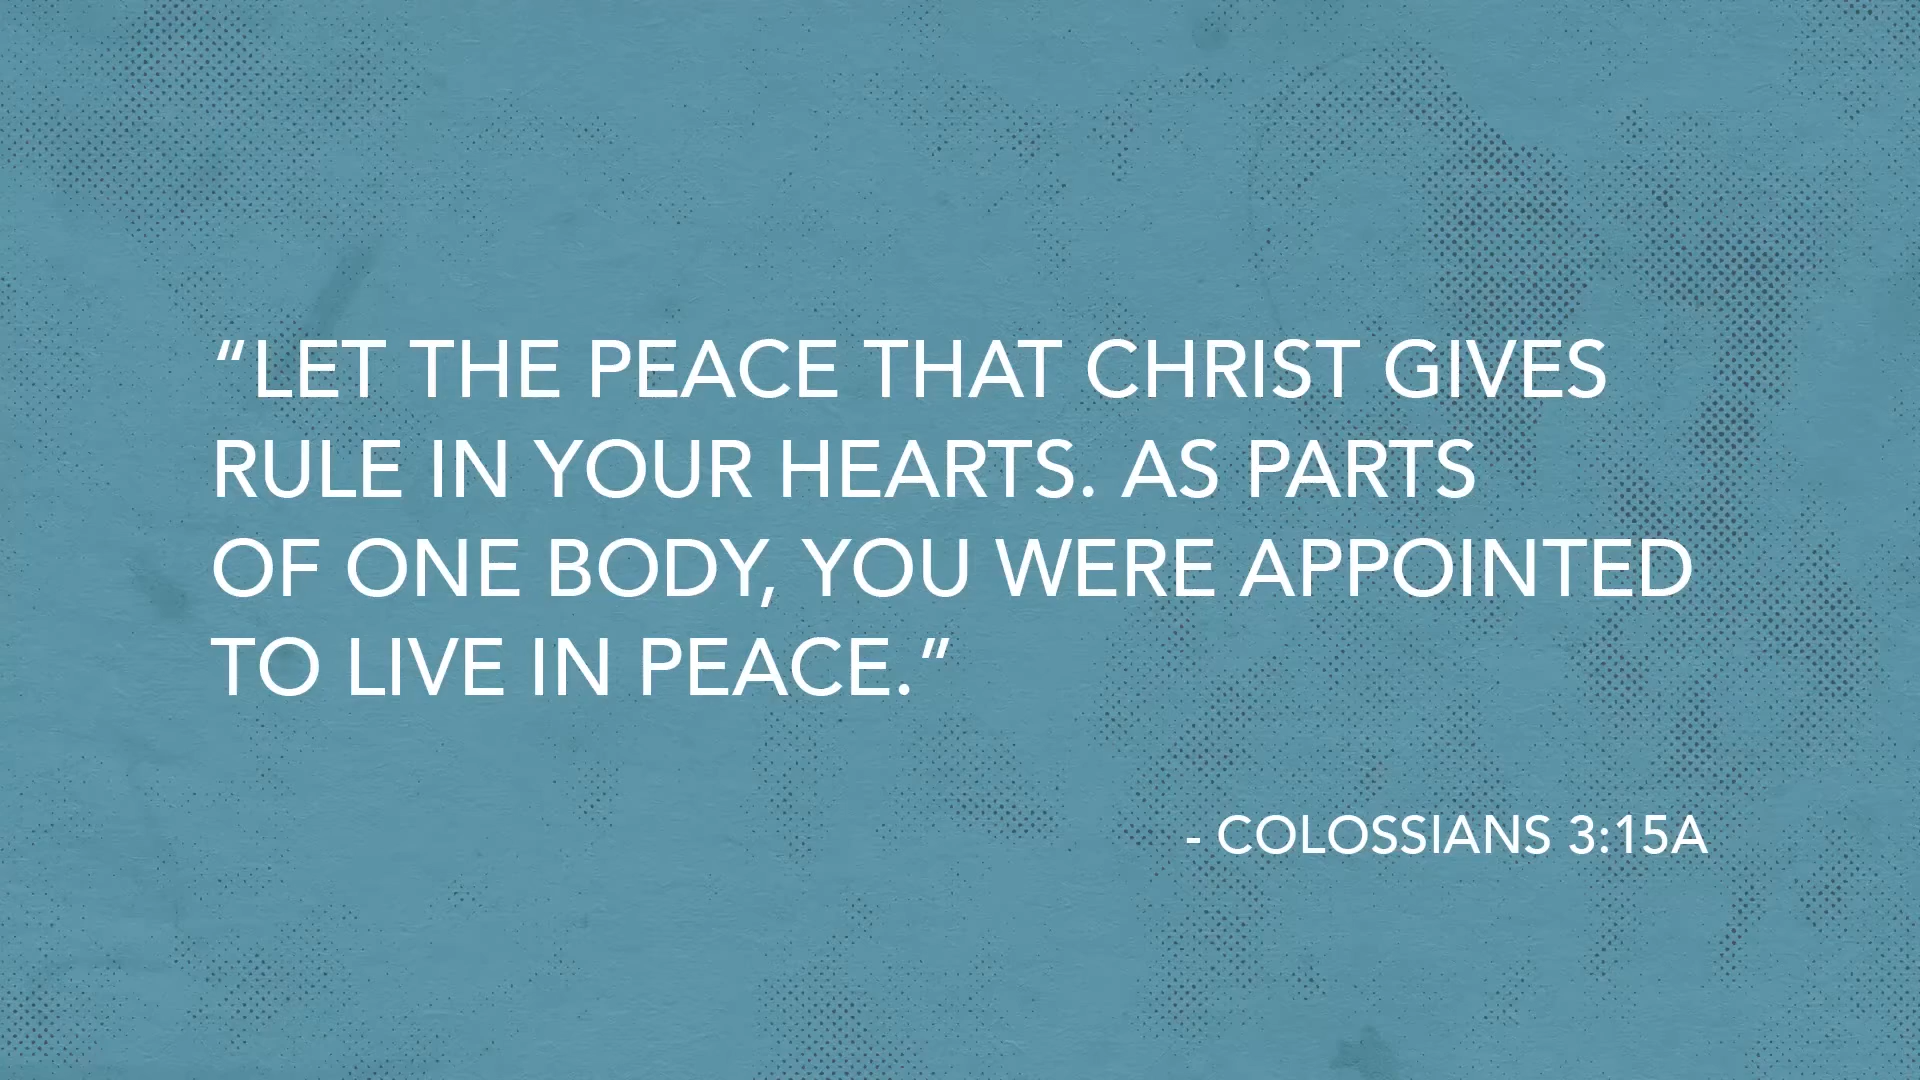 “LET THE PEACE THAT CHRIST GIVES
RULE IN YOUR HEARTS. AS PARTS
OF ONE BODY, YOU WERE APPOINTED
TO LIVE IN PEACE.”
- COLOSSIANS 3:15A